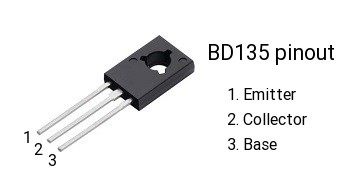 BD135 pinout
1. Emitter
2. Collector
3. Base
1
2
3